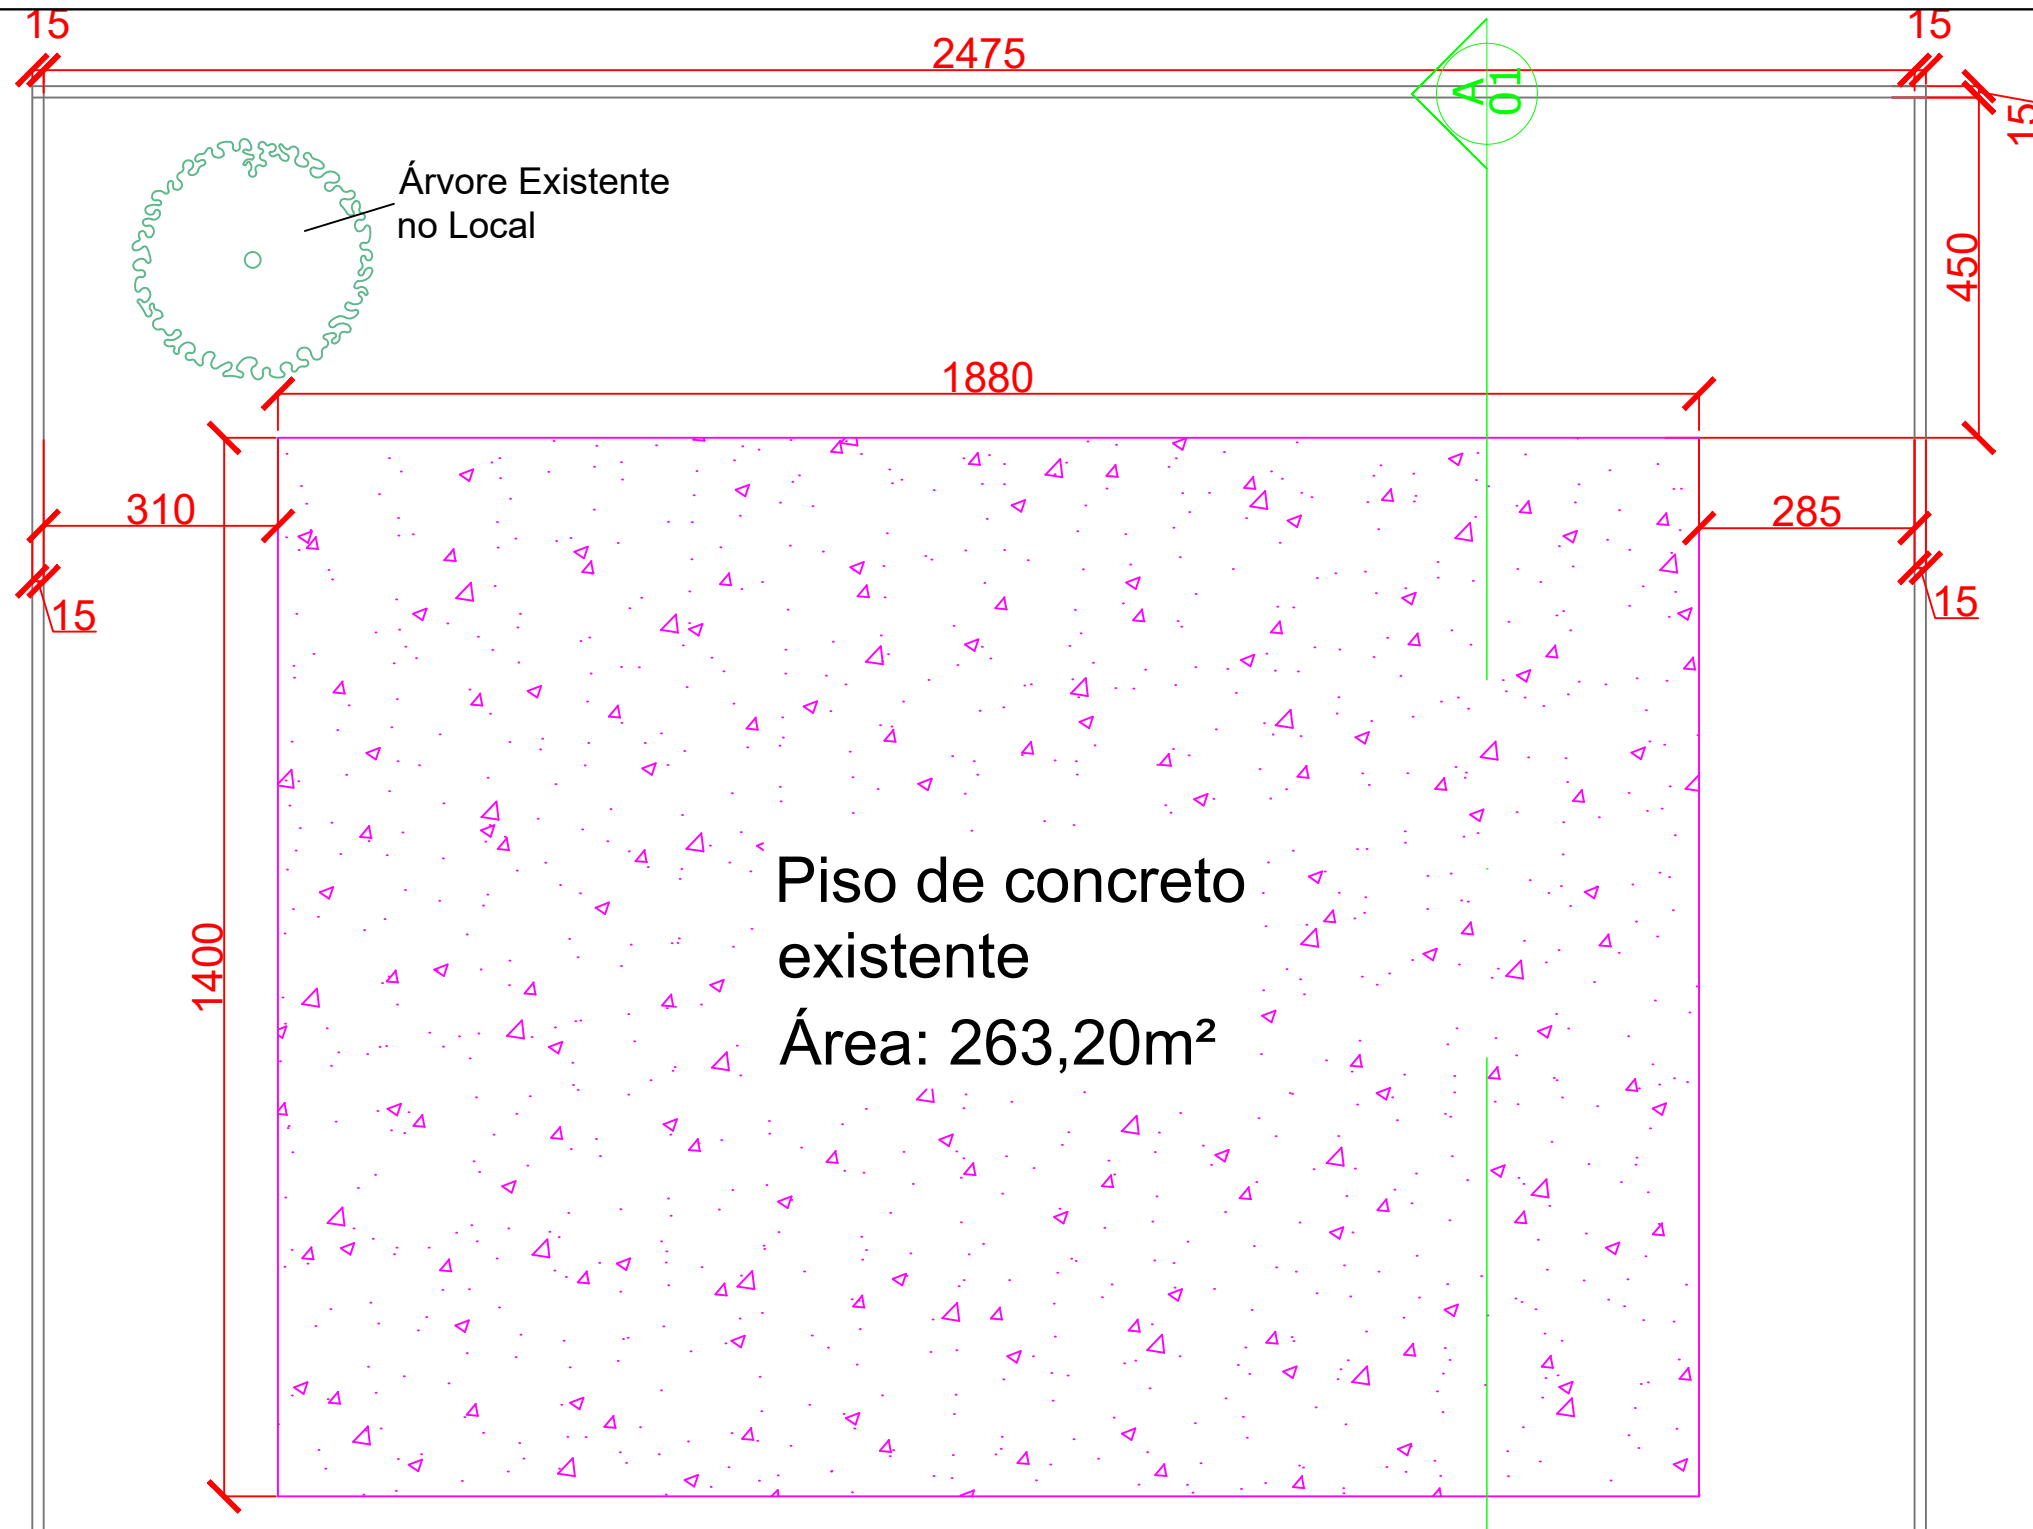 15
2475
15
A
01
15
Árvore Existente
no Local
450
1880
310
285
15
15
1400
Piso de concreto
existente
Área: 263,20m²